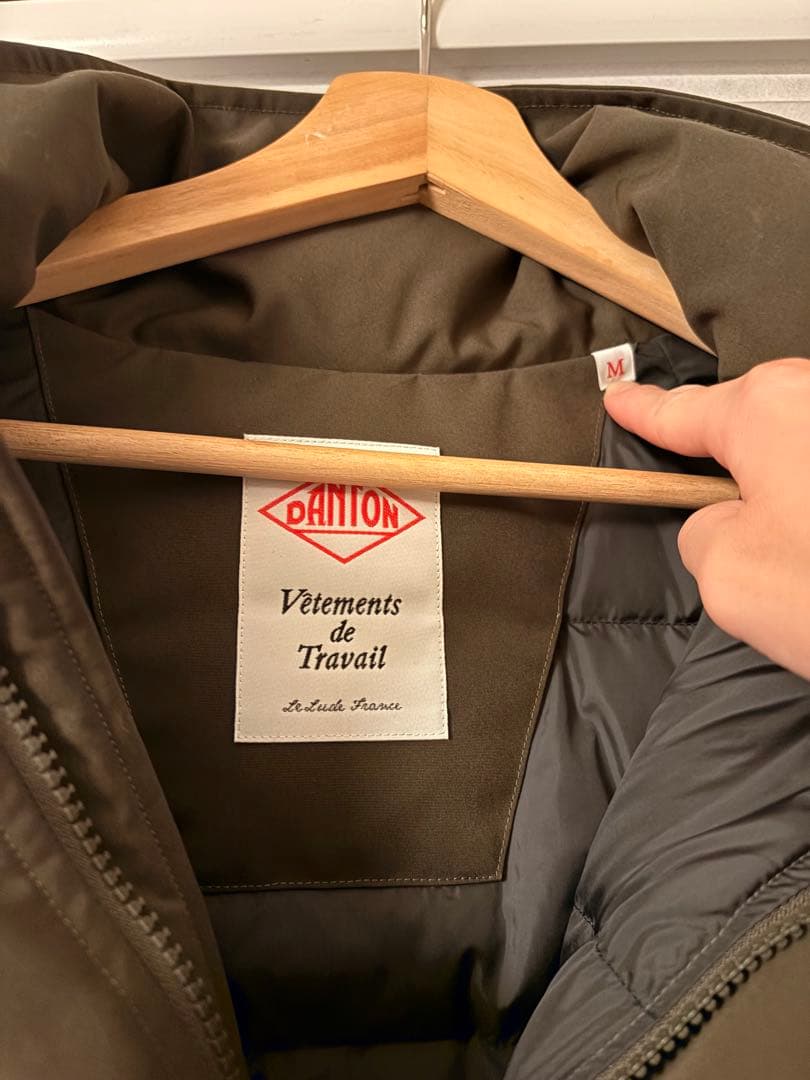 M
DANTON
Vêtements
de
Travail
Le Lude France